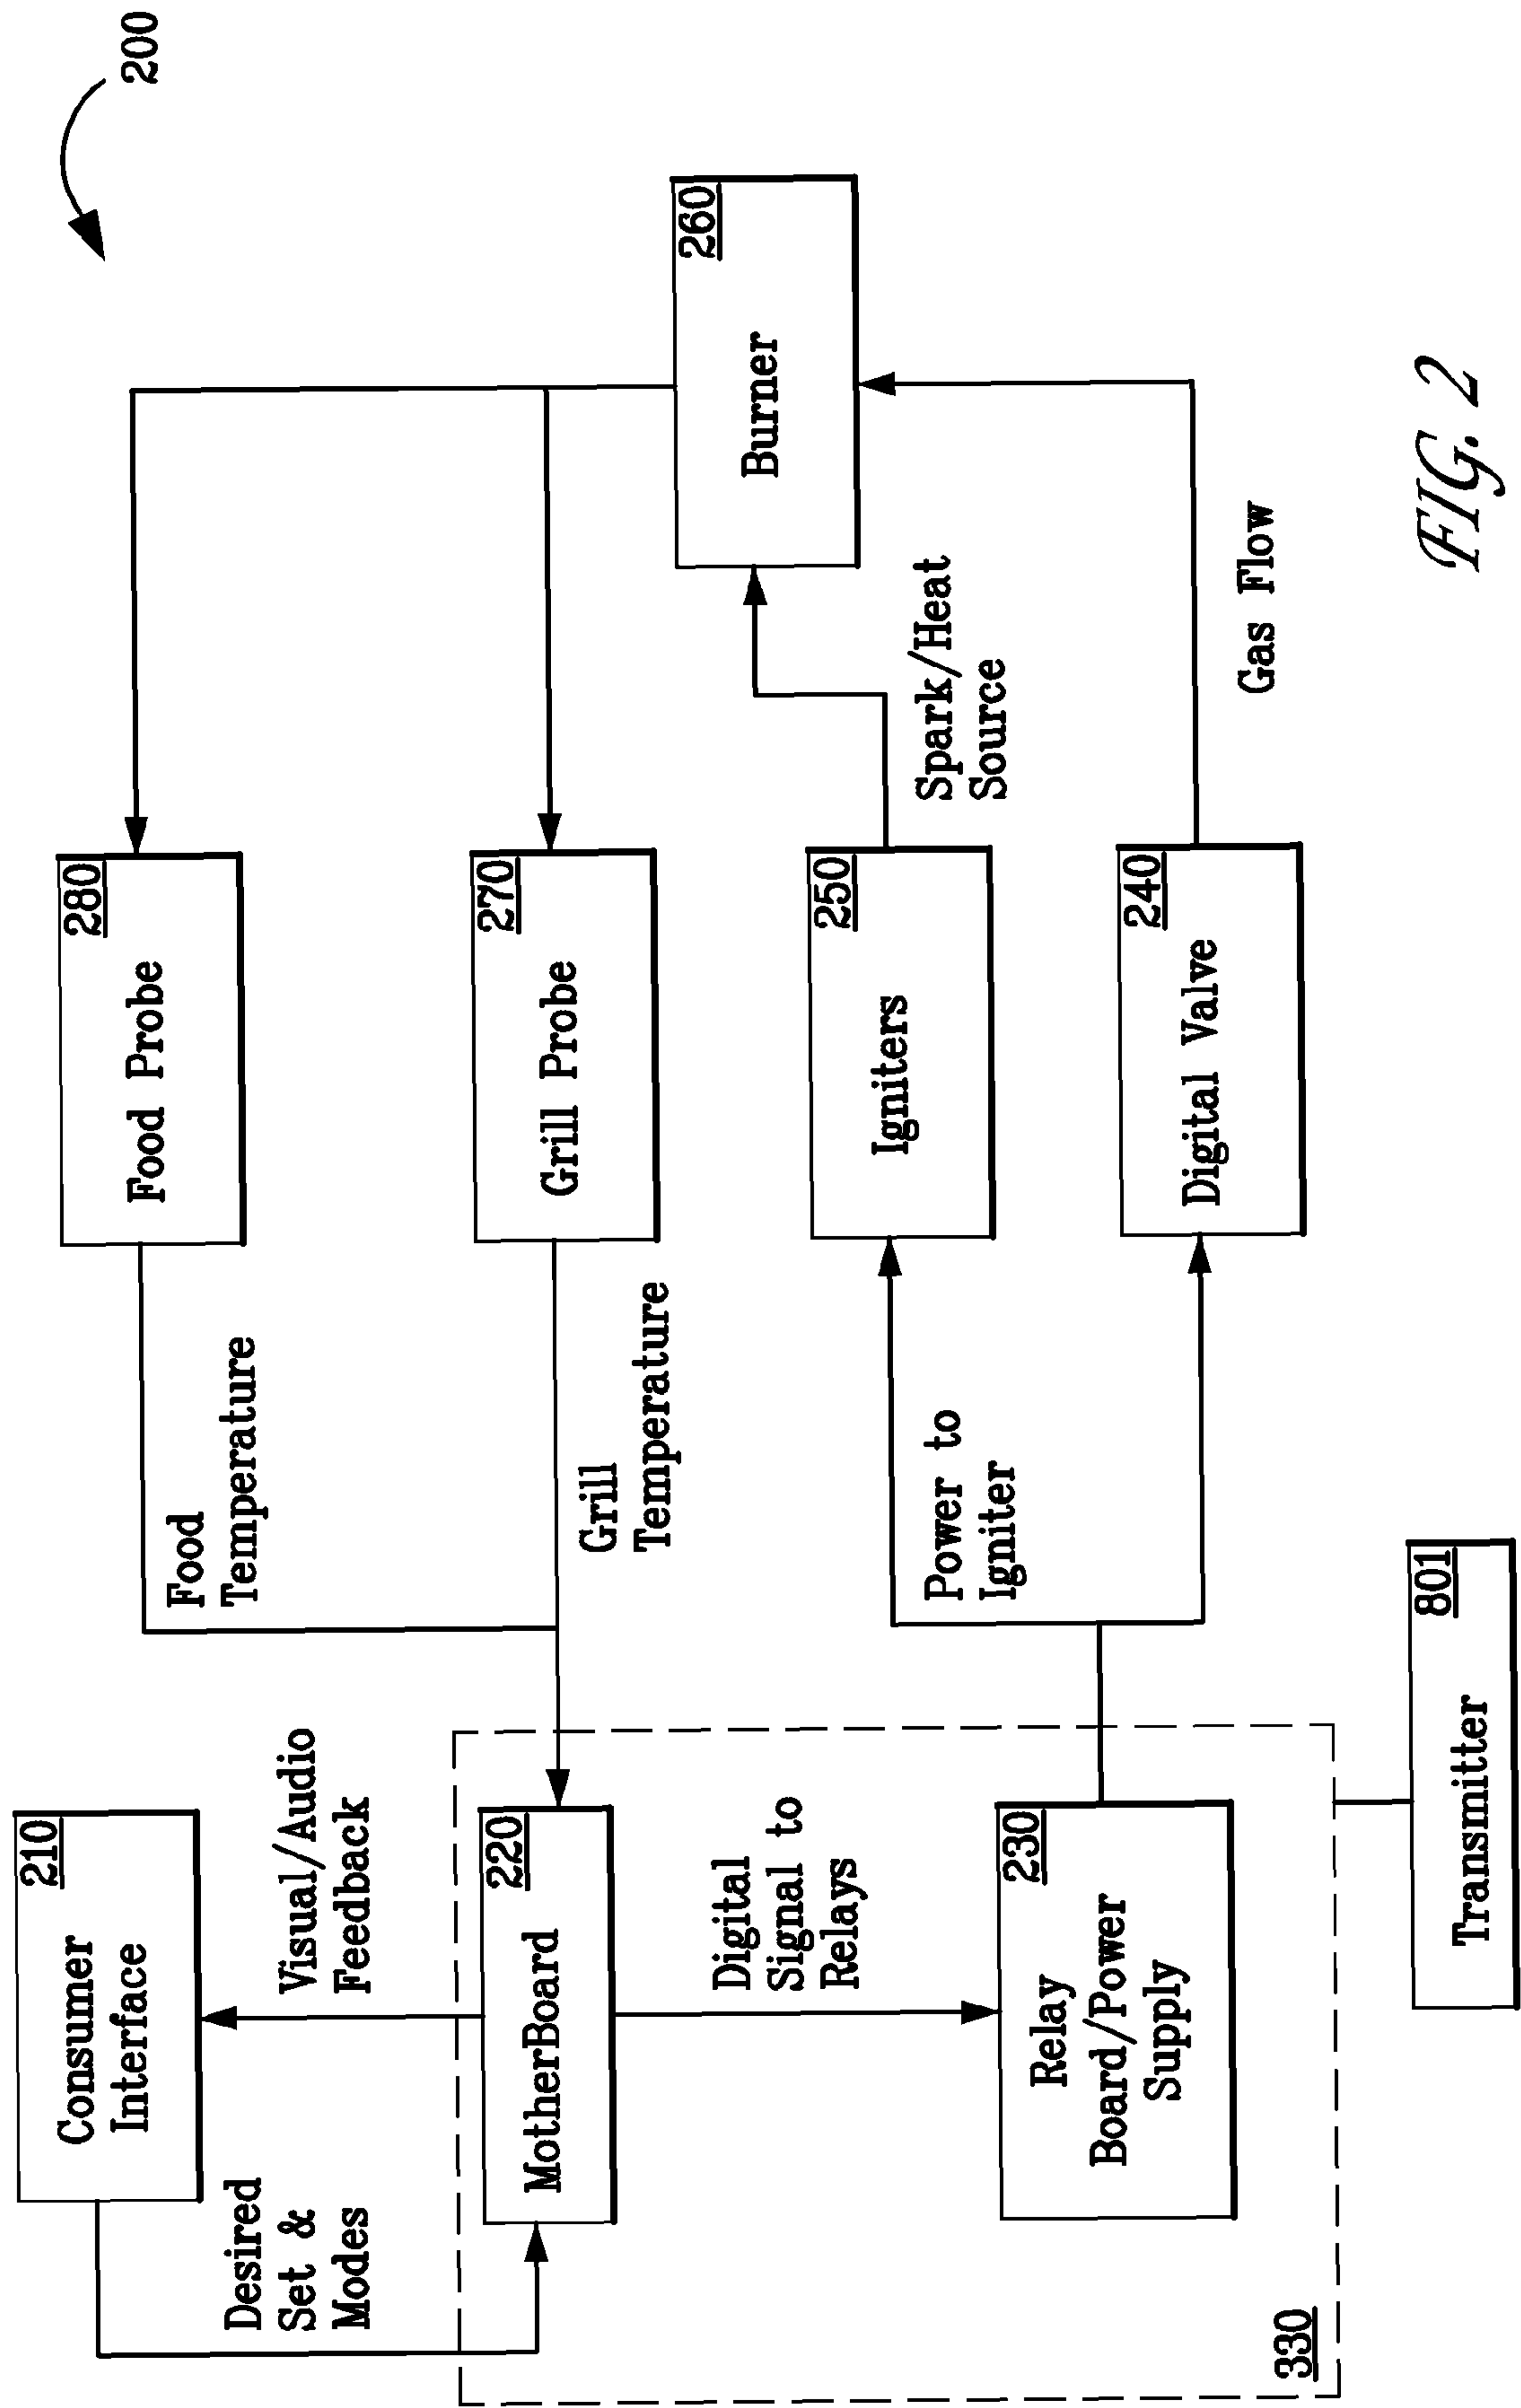 200
210
Consumer
Interface
280
Food Probe
Food
Temperature
Visual/Audio
Feedback
Desired
Set &
Modes
260
Burner
270
Grill Probe
Grill
Temperature
220
MotherBoard
Digital
Signal to
Relays
250
Igniters
Spark/Heat
Source
Power to
Igniter
230
Relay
Board/Power
Supply
240
Digital Valve
Gas Flow
330
801
Transmitter
FIG. 2